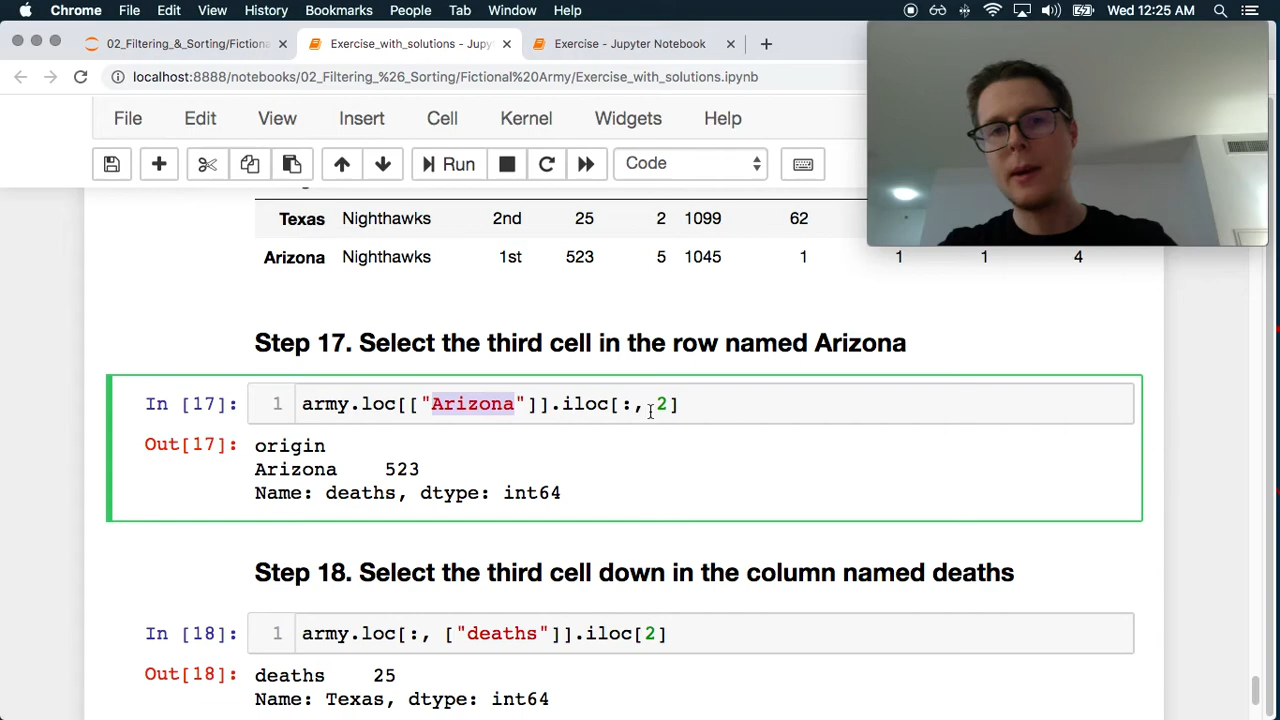 Chrome File Edit View History Bookmarks People Tab Window Help Wed 12:25 AM
02_Filtering_&_Sorting/Fictiona Exercise_with_solutions - Jupy Exercise - Jupyter Notebook
localhost:8888/notebooks/02_Filtering_%26_Sorting/Fictional%20Army/Exercise_with_solutions.ipynb
File Edit View Insert Cell Kernel Widgets Help
Run Code
Texas Nighthawks 2nd 25 2 1099 62
Arizona Nighthawks 1st 523 5 1045 1 1 1 4
Step 17. Select the third cell in the row named Arizona
In [17]: 1 army.loc[["Arizona"]].iloc[:, 2]
Out[17]: origin
Arizona 523
Name: deaths, dtype: int64
Step 18. Select the third cell down in the column named deaths
In [18]: 1 army.loc[:, ["deaths"]].iloc[2]
Out[18]: deaths 25
Name: Texas, dtype: int64